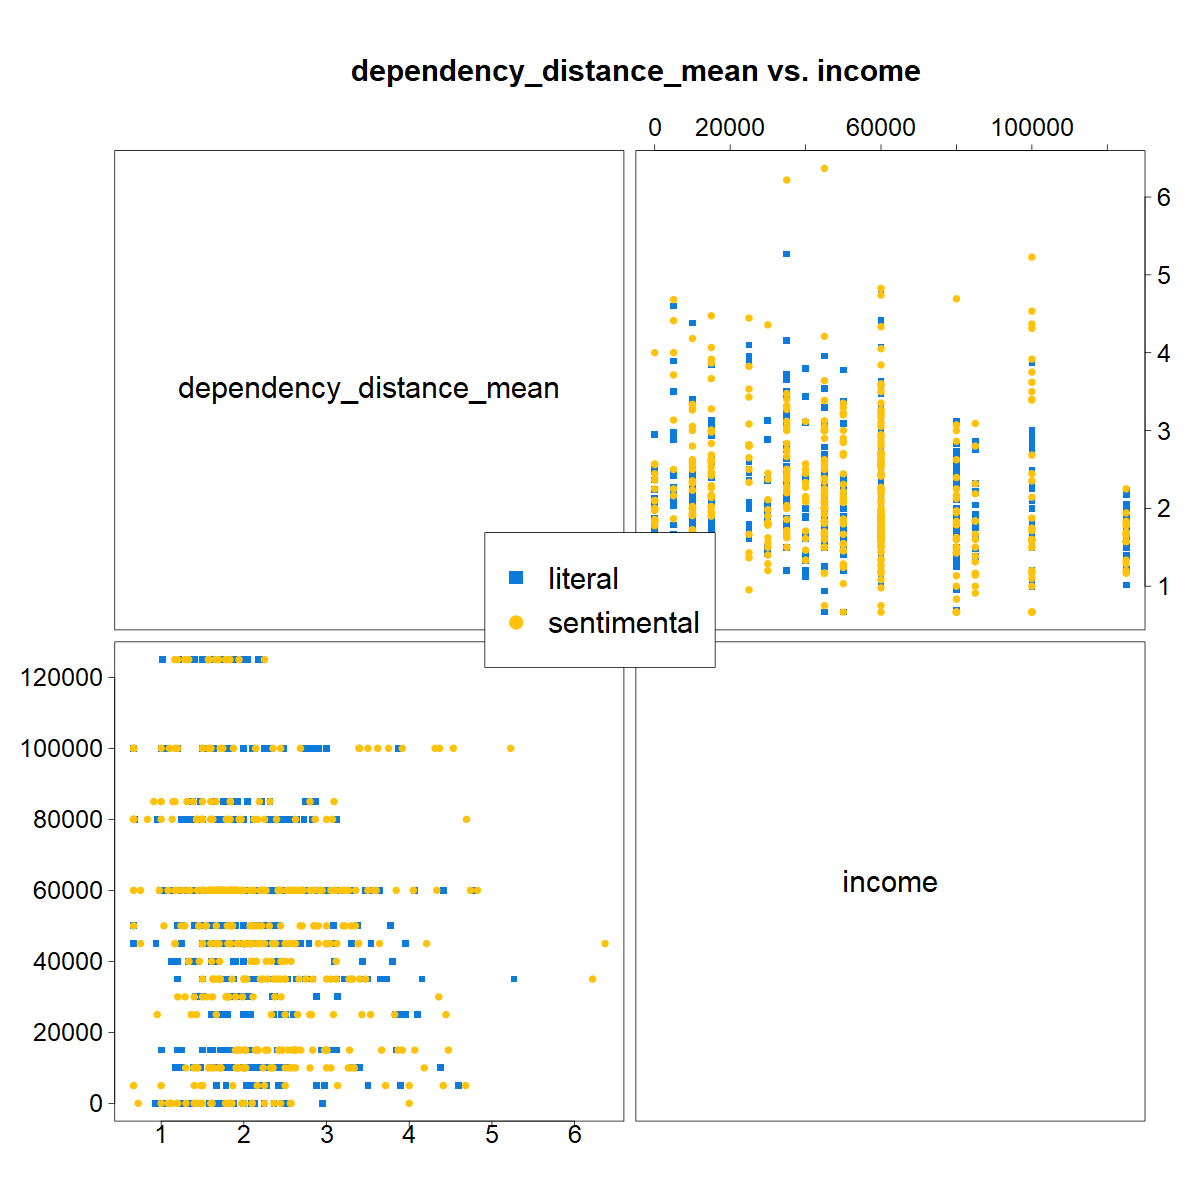 dependency_distance_mean vs. income
0 20000 60000 100000
dependency_distance_mean
6
5
4
3
2
1
literal
sentimental
120000
100000
80000
60000
40000
20000
0
income
1 2 3 4 5 6